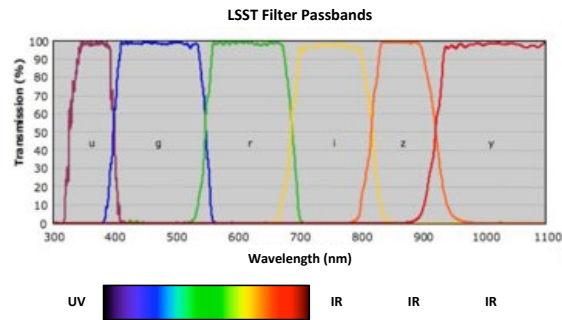 LSST Filter Passbands
Transmission (%)
100
90
80
70
60
50
40
30
20
10
0
u g r i z y
300 400 500 600 700 800 900 1000 1100
Wavelength (nm)
UV IR IR IR